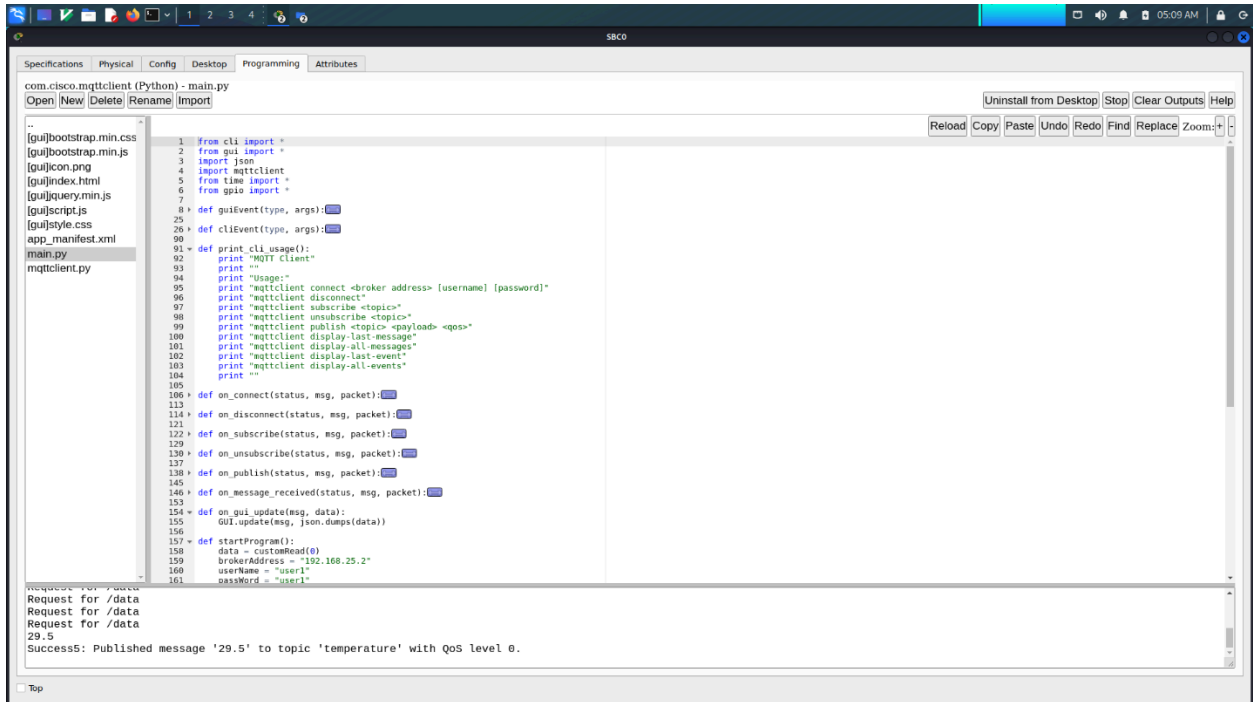 1 2 3 4
05:09 AM
SBC0
Specifications Physical Config Desktop Programming Attributes
com.cisco.mqttclient (Python) - main.py
Open New Delete Rename Import
Uninstall from Desktop Stop Clear Outputs Help
Reload Copy Paste Undo Redo Find Replace Zoom: + -
..
[gui]bootstrap.min.css
[gui]bootstrap.min.js
[gui]icon.png
[gui]index.html
[gui]jquery.min.js
[gui]script.js
[gui]style.css
app_manifest.xml
main.py
mqttclient.py
1 from cli import *
2 from gui import *
3 import json
4 import mqttclient
5 from time import *
6 from gpio import *
7
8 def guiEvent(type, args):
25
26 def cliEvent(type, args):
90
91 def print_cli_usage():
92 print "MQTT Client"
93 print ""
94 print "Usage:"
95 print "mqttclient connect <broker address> [username] [password]"
96 print "mqttclient disconnect"
97 print "mqttclient subscribe <topic>"
98 print "mqttclient unsubscribe <topic>"
99 print "mqttclient publish <topic> <payload> <qos>"
100 print "mqttclient display-last-message"
101 print "mqttclient display-all-messages"
102 print "mqttclient display-last-event"
103 print "mqttclient display-all-events"
104 print ""
105
106 def on_connect(status, msg, packet):
113
114 def on_disconnect(status, msg, packet):
121
122 def on_subscribe(status, msg, packet):
129
130 def on_unsubscribe(status, msg, packet):
137
138 def on_publish(status, msg, packet):
145
146 def on_message_received(status, msg, packet):
153
154 def on_gui_update(msg, data):
155 GUI.update(msg, json.dumps(data))
156
157 def startProgram():
158 data = customRead(0)
159 brokerAddress = "192.168.25.2"
160 userName = "user1"
161 passWord = "user1"
Request for /data
Request for /data
Request for /data
Request for /data
29.5
Success5: Published message '29.5' to topic 'temperature' with QoS level 0.
Top